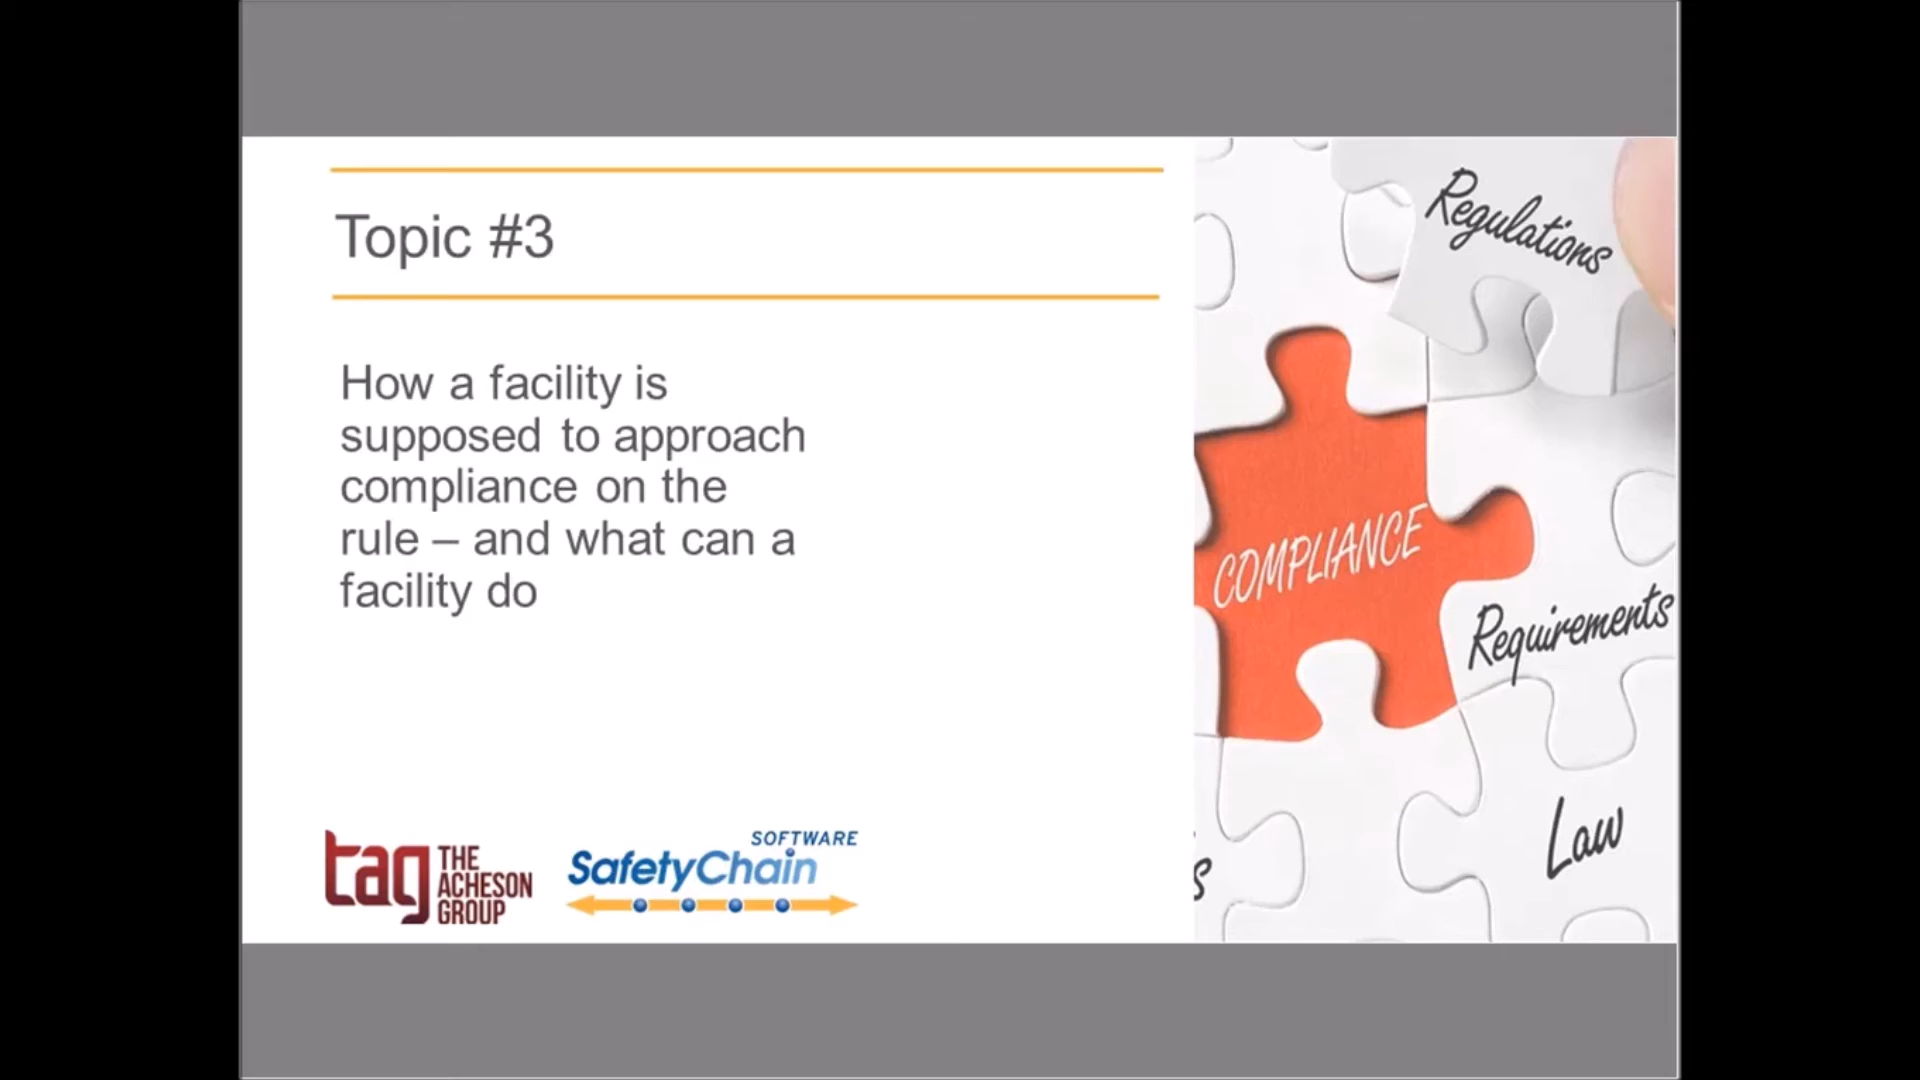 Topic #3
How a facility is
supposed to approach
compliance on the
rule – and what can a
facility do
tag THE
ACHESON
GROUP
SOFTWARE
SafetyChain
Regulations
COMPLIANCE
Requirements
Law